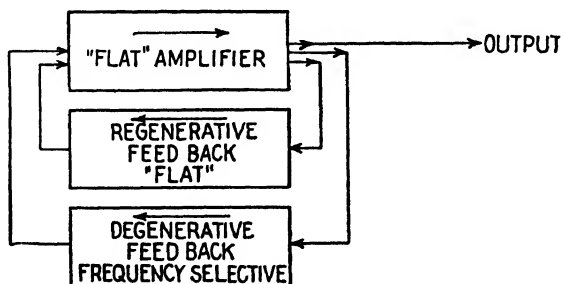 "FLAT" AMPLIFIER
OUTPUT
REGENERATIVE
FEED BACK
"FLAT"
DEGENERATIVE
FEED BACK
FREQUENCY SELECTIVE